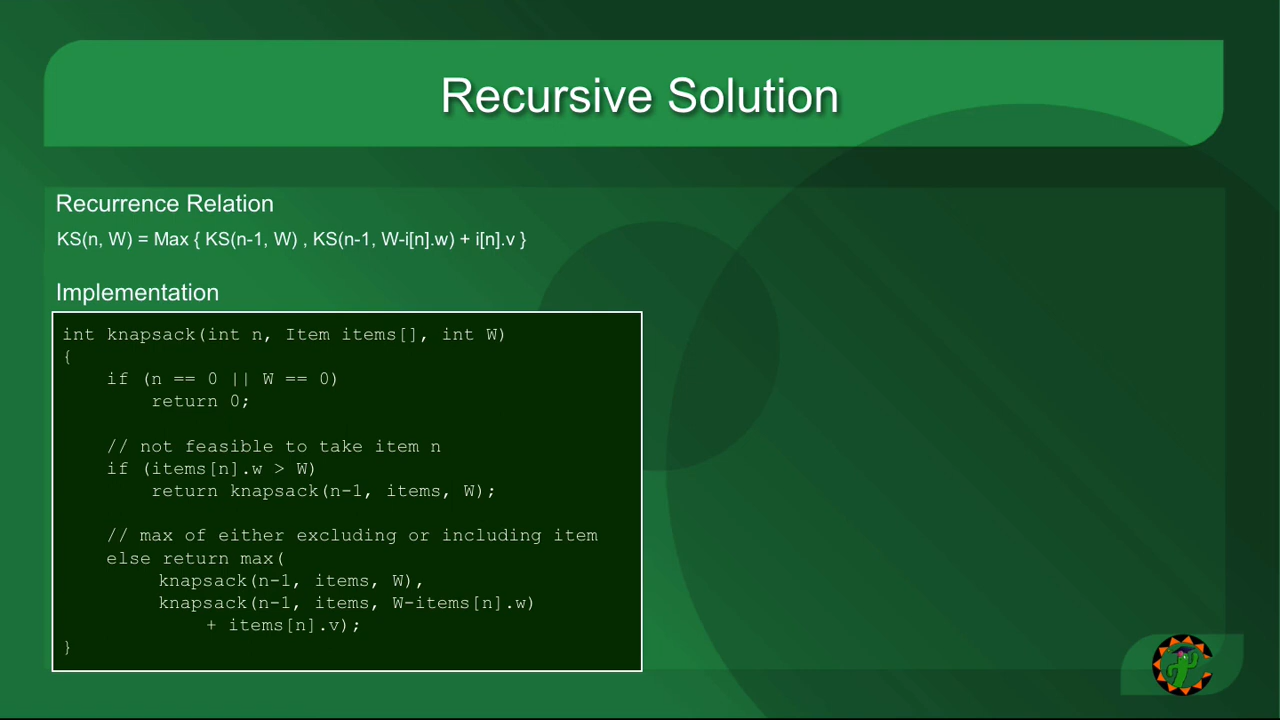 Recursive Solution
Recurrence Relation
KS(n, W) = Max { KS(n-1, W) , KS(n-1, W-i[n].w) + i[n].v }
Implementation
int knapsack(int n, Item items[], int W)
{
    if (n == 0 || W == 0)
        return 0;
    // not feasible to take item n
    if (items[n].w > W)
        return knapsack(n-1, items, W);
    // max of either excluding or including item
    else return max(
        knapsack(n-1, items, W),
        knapsack(n-1, items, W-items[n].w)
            + items[n].v);
}